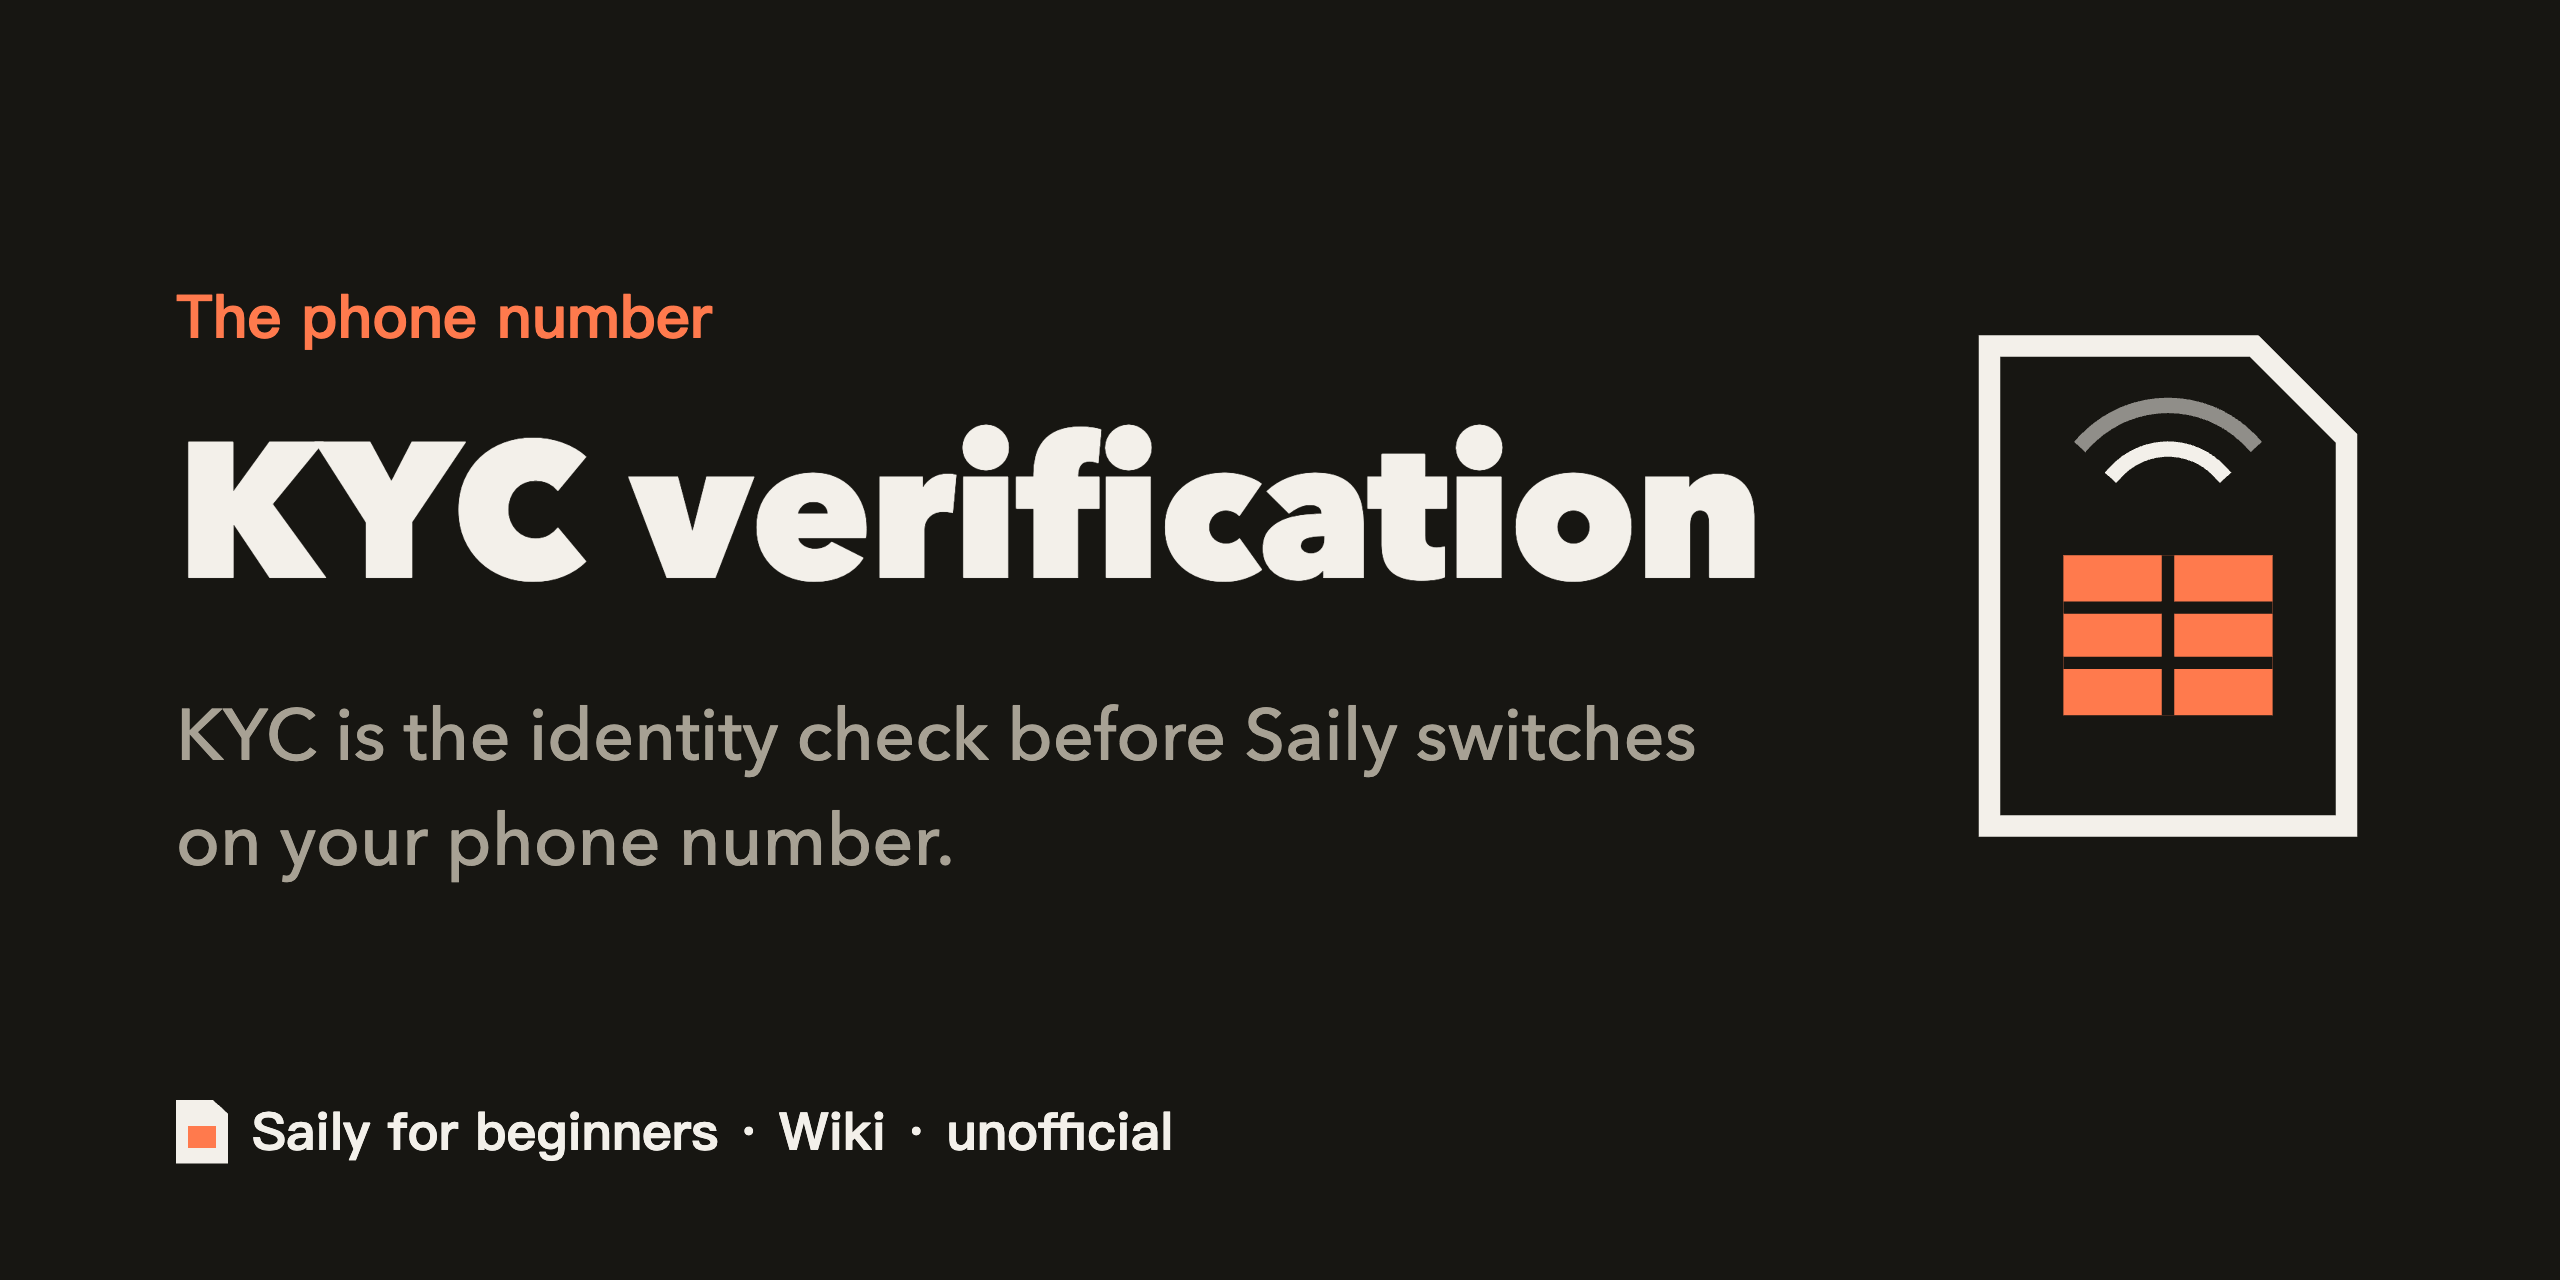 The phone number
KYC verification
KYC is the identity check before Saily switches
on your phone number.
Saily for beginners · Wiki · unofficial